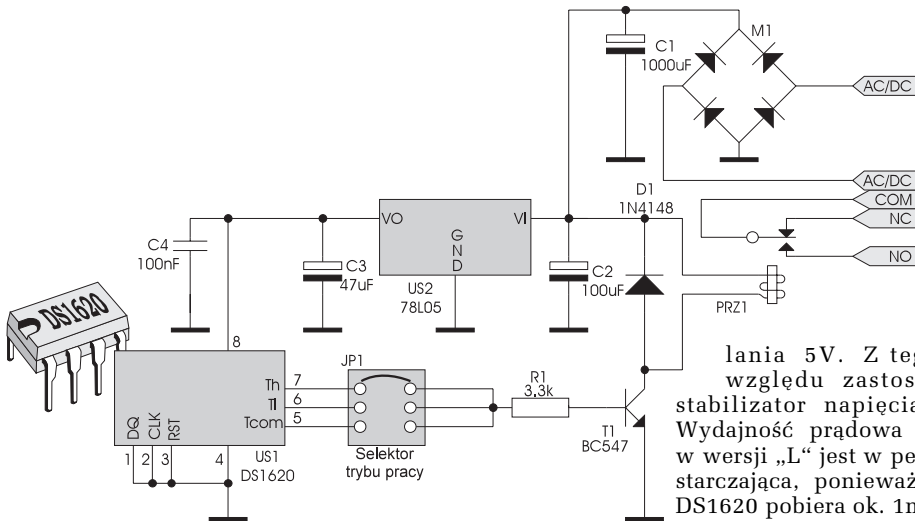 M1
C1
1000uF
AC/DC
AC/DC
COM
NC
NO
D1
1N4148
VO
VI
GND
C4
100nF
C3
47uF
US2
78L05
C2
100uF
PRZ1
DS1620
8
JP1
Th
7
Tl
6
Tcom
5
R1
3,3k
DQ
CLK
RST
1
2
3
4
US1
DS1620
Selektor
trybu pracy
T1
BC547
lania 5V. Z teg
względu zastos
stabilizator napięcia
Wydajność prądowa
w wersji „L“ jest w pe
starczająca, ponieważ
DS1620 pobiera ok. 1n